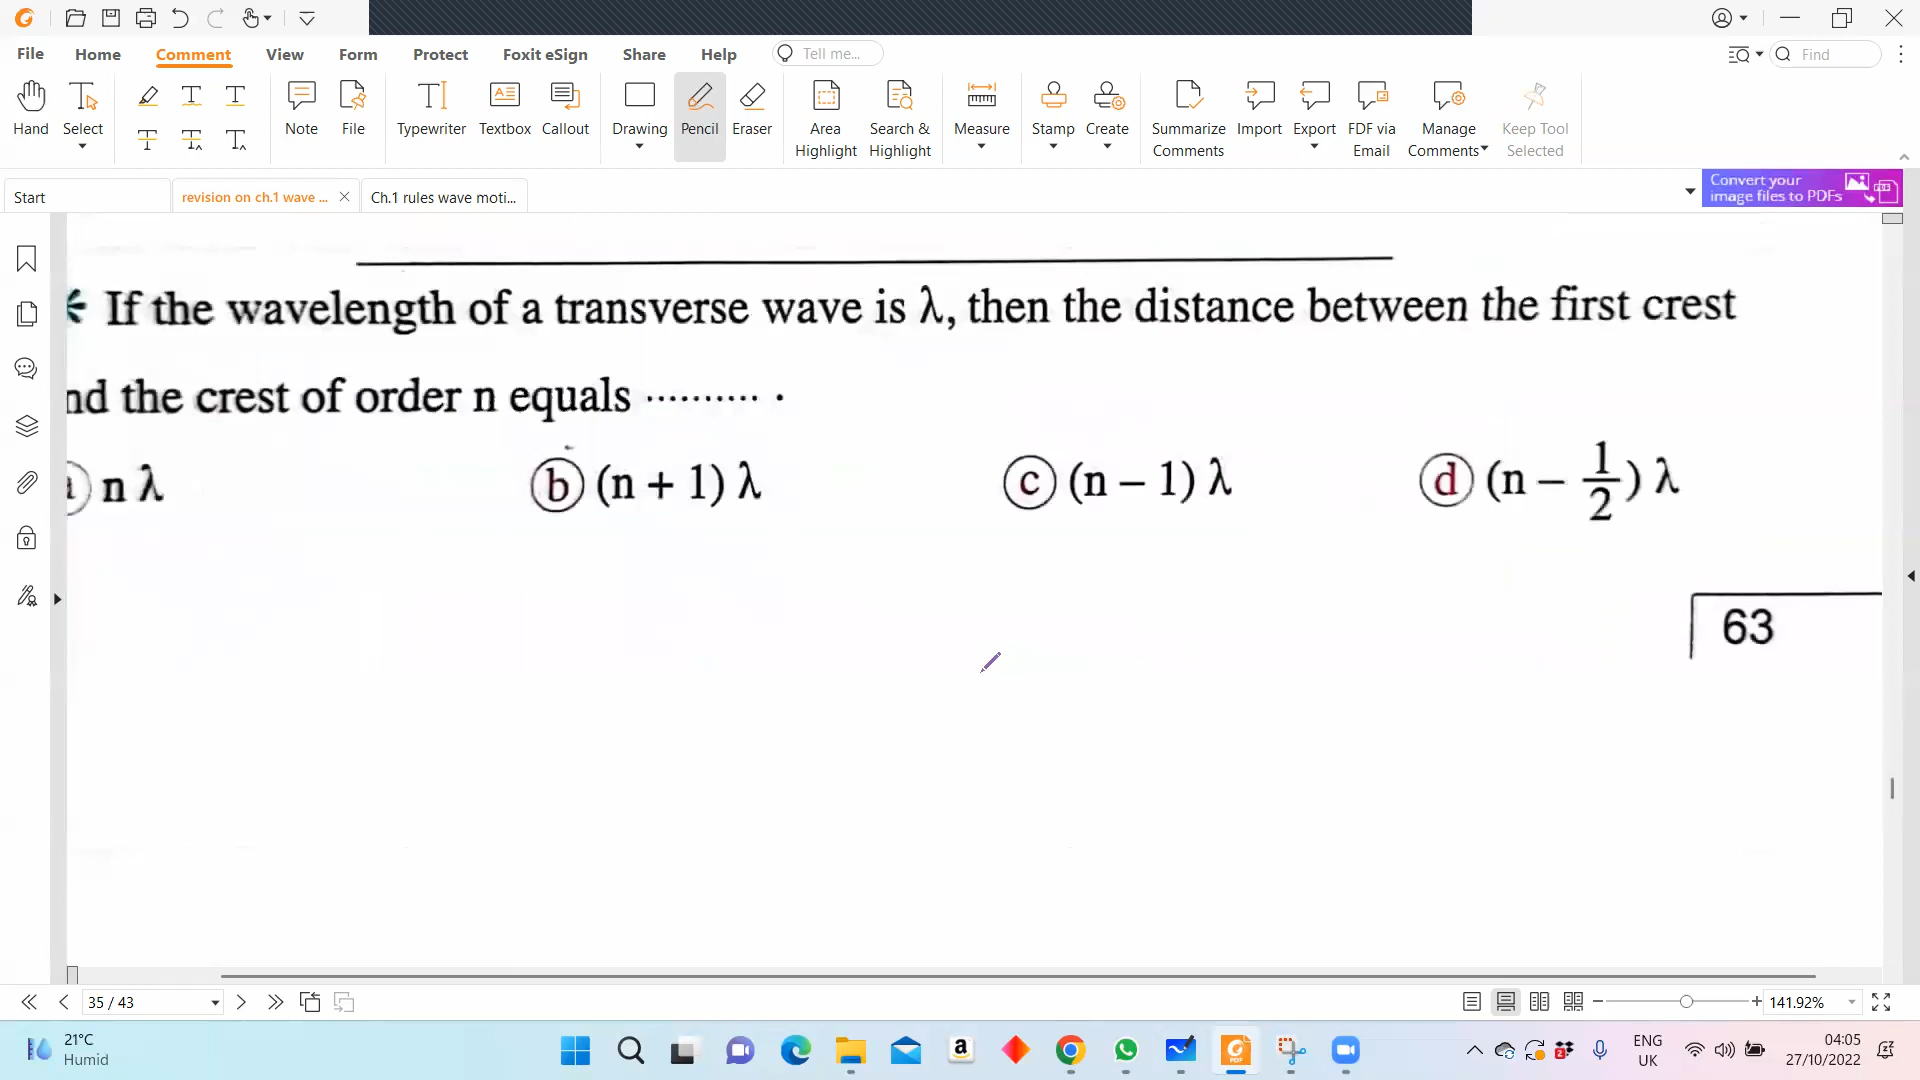 File Home Comment View Form Protect Foxit eSign Share Help Tell me... Find
Hand Select Note File Typewriter Textbox Callout Drawing Pencil Eraser Area Highlight Search & Highlight Measure Stamp Create Summarize Comments Import Export FDF via Email Manage Comments Keep Tool Selected
Start revision on ch.1 wave ... Ch.1 rules wave moti... Convert your image files to PDFs
If the wavelength of a transverse wave is λ, then the distance between the first crest
nd the crest of order n equals .......... .
a n λ b (n + 1) λ c (n – 1) λ d (n – 1/2) λ
63
35 / 43 141.92%
21°C
Humid
ENG
UK
04:05
27/10/2022